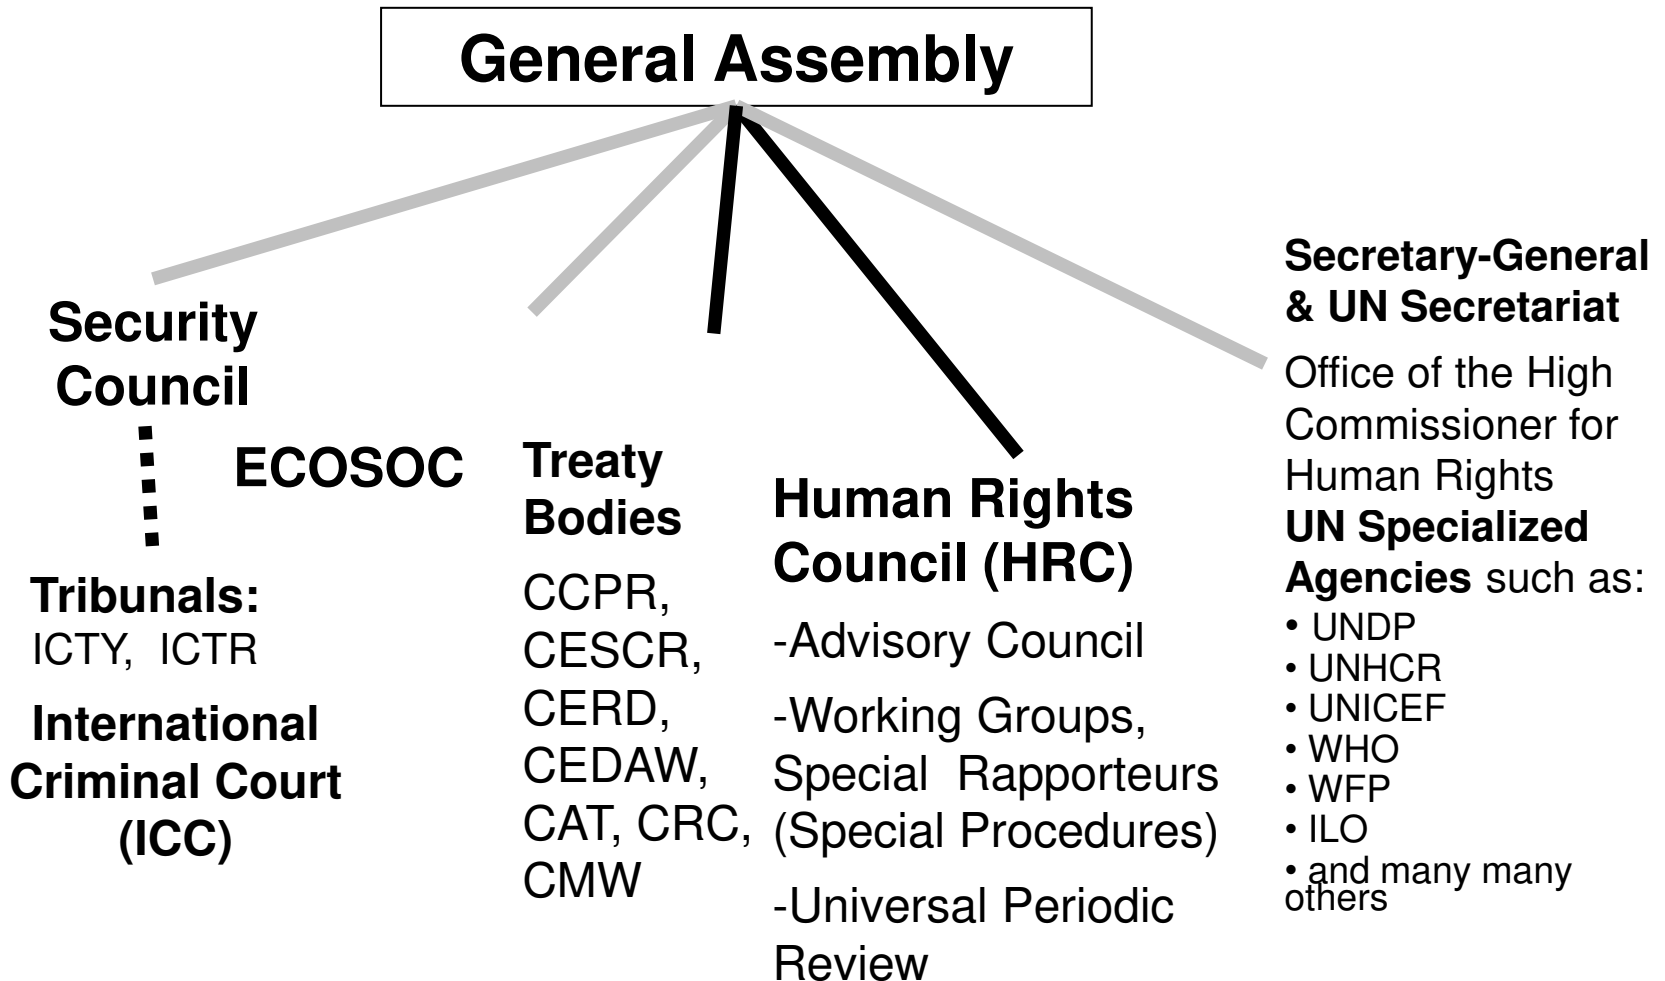 General Assembly
Security
Council
Tribunals:
ICTY, ICTR
International
Criminal Court
(ICC)
ECOSOC
Treaty
Bodies
CCPR,
CESCR,
CERD,
CEDAW,
CAT, CRC,
CMW
Human Rights
Council (HRC)
-Advisory Council
-Working Groups,
Special Rapporteurs
(Special Procedures)
-Universal Periodic
Review
Secretary-General
& UN Secretariat
Office of the High
Commissioner for
Human Rights
UN Specialized
Agencies such as:
• UNDP
• UNHCR
• UNICEF
• WHO
• WFP
• ILO
• and many many
others